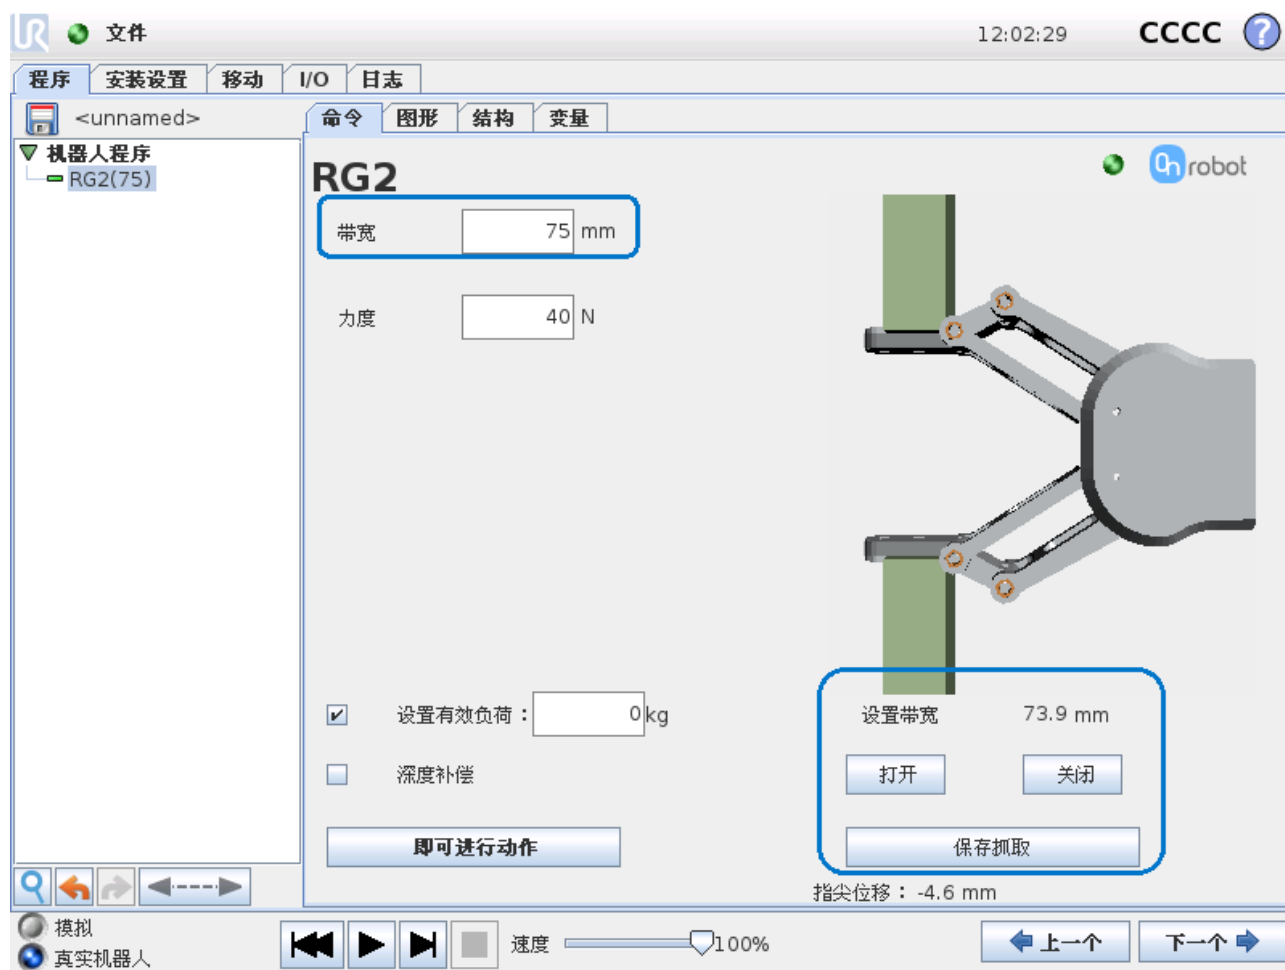 UR 文件 12:02:29 CCCC ?
程序 安装设置 移动 I/O 日志
<unnamed> 命令 图形 结构 变量
机器人程序
RG2(75)
RG2 On robot
带宽 75 mm
力度 40 N
设置有效负荷： 0 kg 设置带宽 73.9 mm
深度补偿 打开 关闭
即可进行动作 保存抓取
指尖位移： -4.6 mm
模拟
真实机器人
速度 100% 上一个 下一个